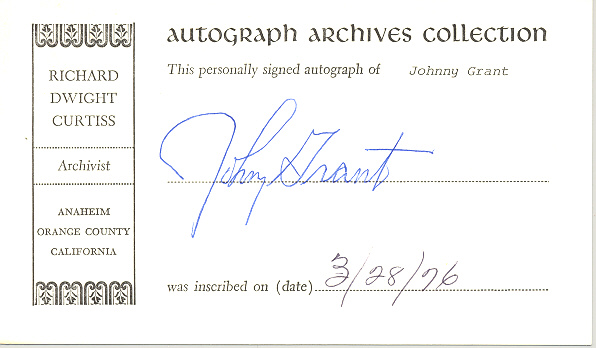 AUTOGRAPH ARCHIVES COLLECTION
This personally signed autograph of Johnny Grant
RICHARD
DWIGHT
CURTISS
Archivist
ANAHEIM
ORANGE COUNTY
CALIFORNIA
Johny Grant
was inscribed on (date) 3/28/76